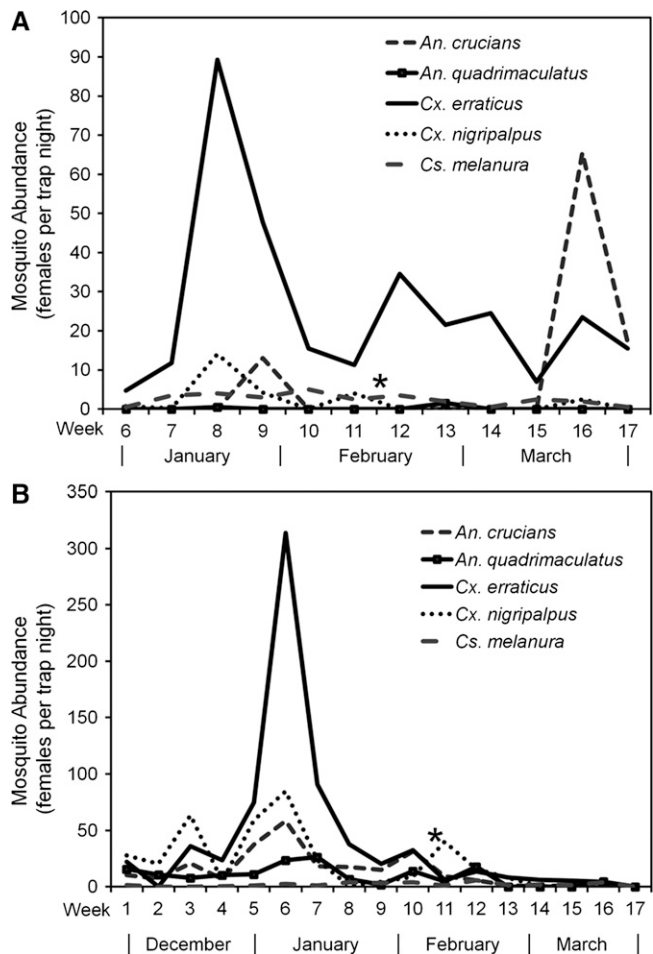 A
100
90
80
70
60
50
40
30
20
10
0
Mosquito Abundance
(females per trap night)
An. crucians
An. quadrimaculatus
Cx. erraticus
Cx. nigripalpus
Cs. melanura
*
Week 6 7 8 9 10 11 12 13 14 15 16 17
| January | February | March |
B
350
300
250
200
150
100
50
0
Mosquito Abundance
(females per trap night)
An. crucians
An. quadrimaculatus
Cx. erraticus
Cx. nigripalpus
Cs. melanura
*
Week 1 2 3 4 5 6 7 8 9 10 11 12 13 14 15 16 17
| December | January | February | March |